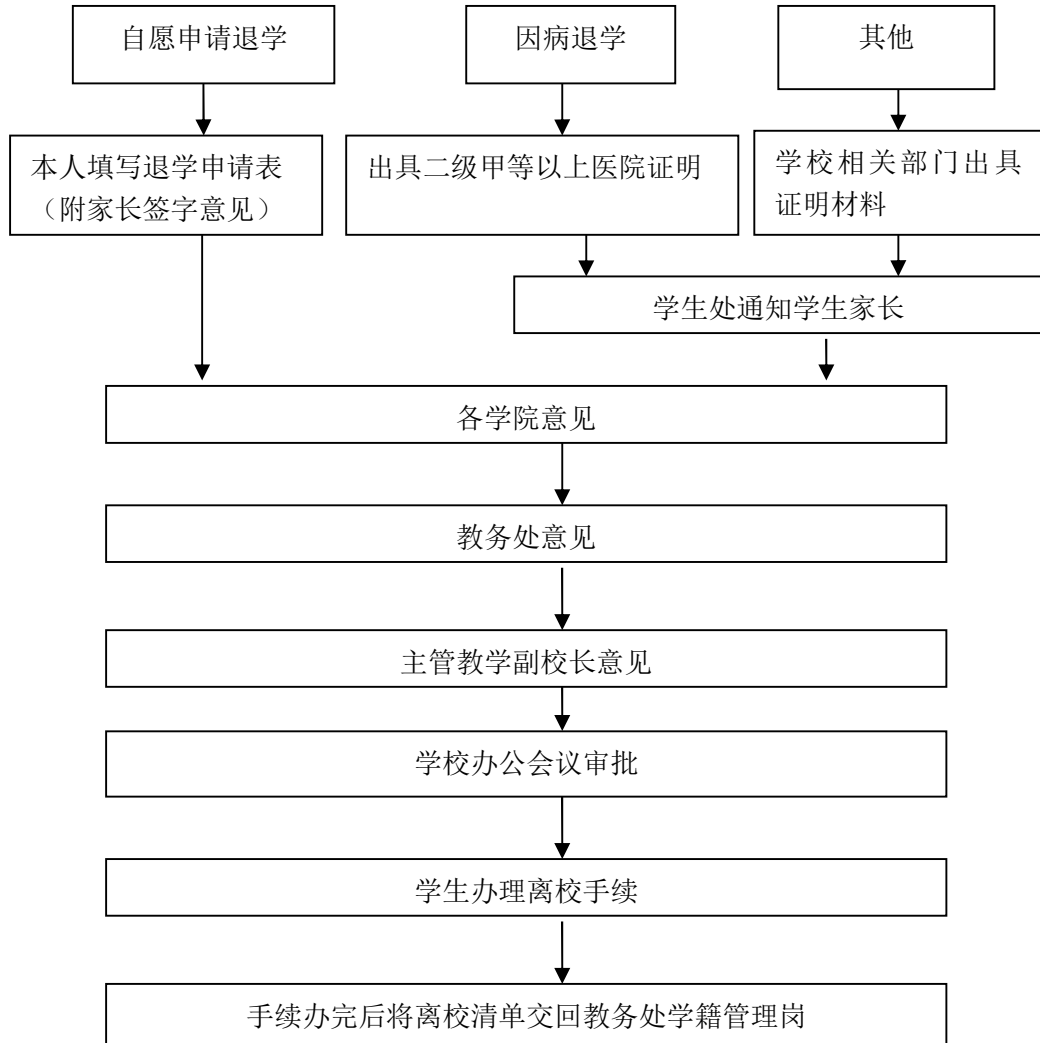 自愿申请退学
因病退学
其他
本人填写退学申请表
（附家长签字意见）
出具二级甲等以上医院证明
学校相关部门出具
证明材料
学生处通知学生家长
各学院意见
教务处意见
主管教学副校长意见
学校办公会议审批
学生办理离校手续
手续办完后将离校清单交回教务处学籍管理岗